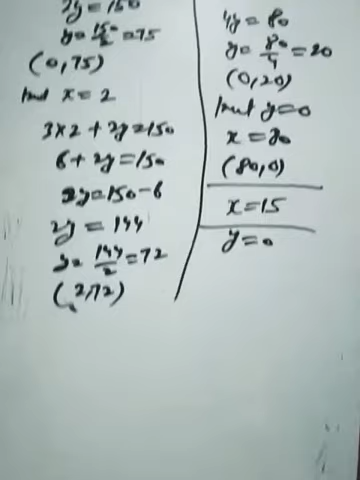 2y = 150
y = 150/2 = 75
(0, 75)
put x = 2
3x2 + 2y = 150
6 + 2y = 150
2y = 150 - 6
2y = 144
y = 144/2 = 72
(2, 72)
4y = 80
y = 80/4 = 20
(0, 20)
put y = 0
x = 80
(80, 0)
x = 15
y = 0